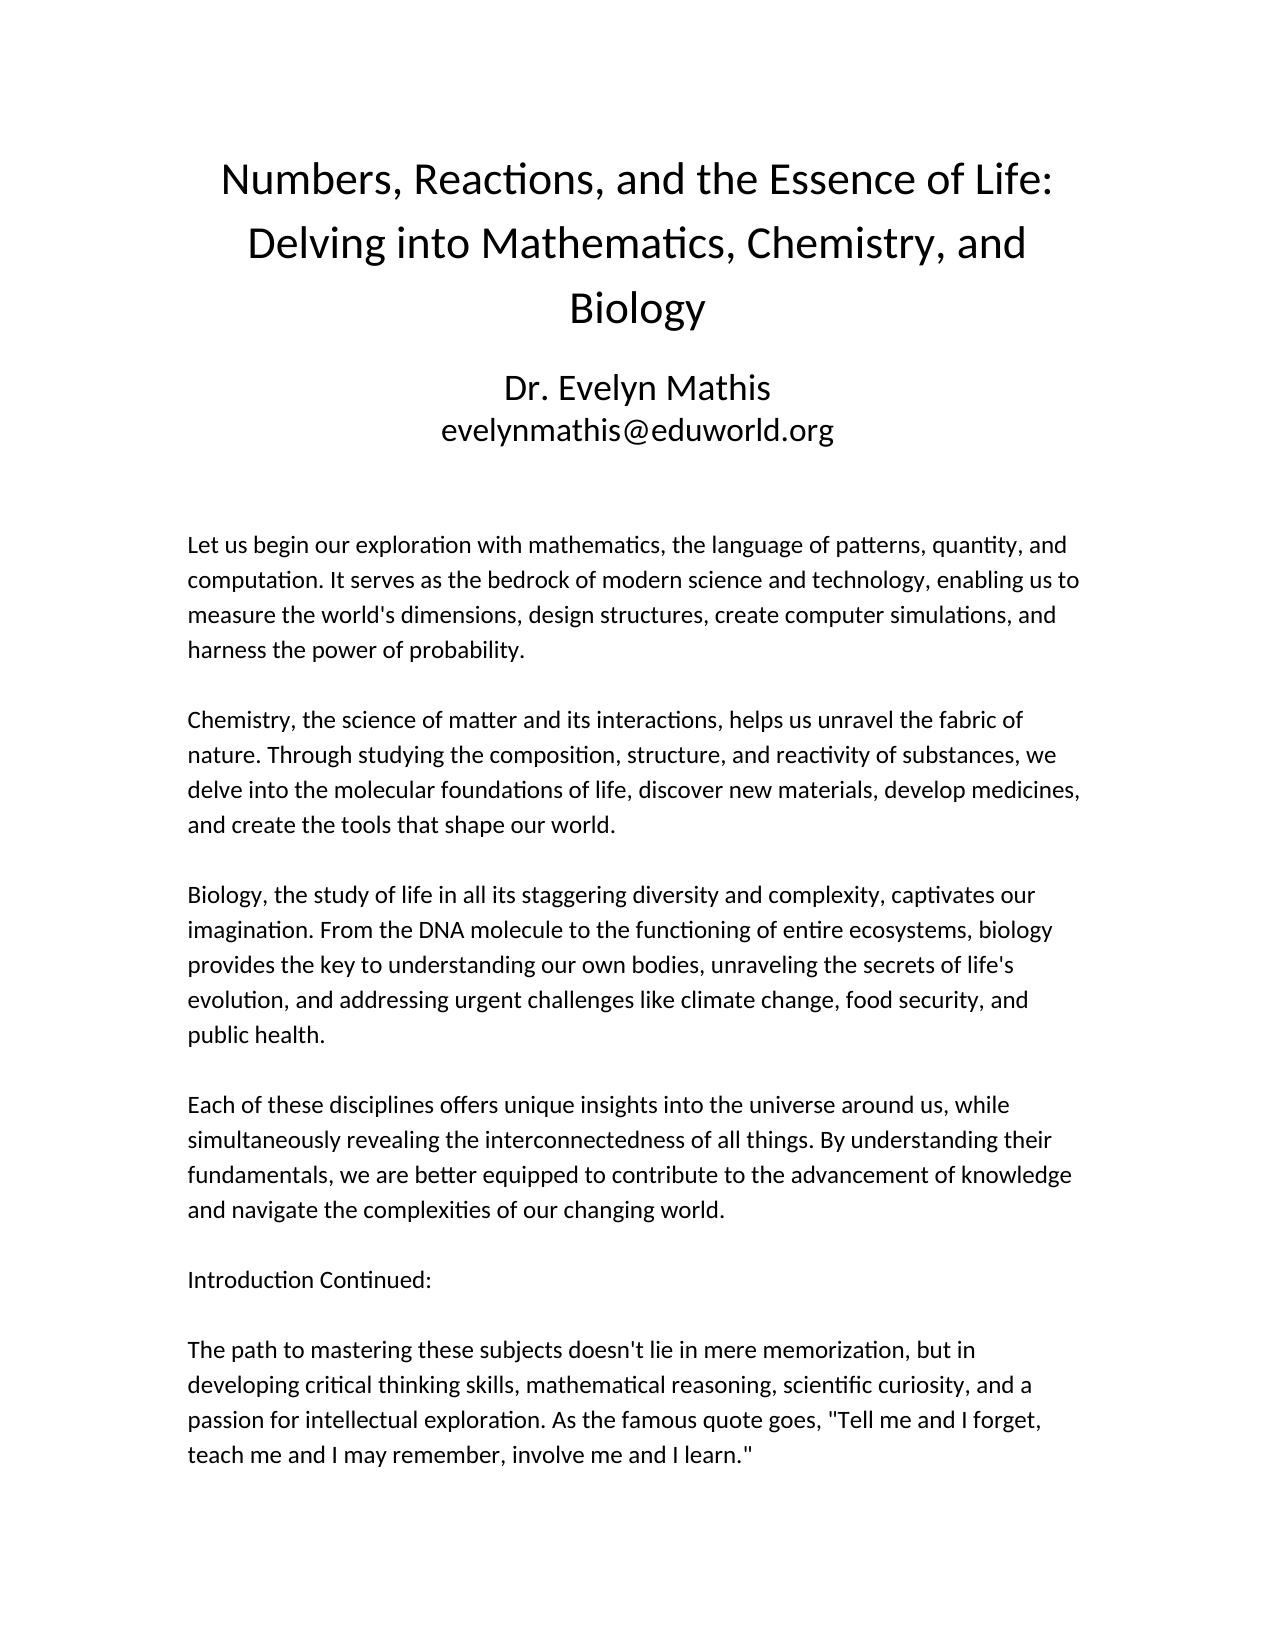 Numbers, Reactions, and the Essence of Life:
Delving into Mathematics, Chemistry, and
Biology
Dr. Evelyn Mathis
evelynmathis@eduworld.org
Let us begin our exploration with mathematics, the language of patterns, quantity, and
computation. It serves as the bedrock of modern science and technology, enabling us to
measure the world's dimensions, design structures, create computer simulations, and
harness the power of probability.
Chemistry, the science of matter and its interactions, helps us unravel the fabric of
nature. Through studying the composition, structure, and reactivity of substances, we
delve into the molecular foundations of life, discover new materials, develop medicines,
and create the tools that shape our world.
Biology, the study of life in all its staggering diversity and complexity, captivates our
imagination. From the DNA molecule to the functioning of entire ecosystems, biology
provides the key to understanding our own bodies, unraveling the secrets of life's
evolution, and addressing urgent challenges like climate change, food security, and
public health.
Each of these disciplines offers unique insights into the universe around us, while
simultaneously revealing the interconnectedness of all things. By understanding their
fundamentals, we are better equipped to contribute to the advancement of knowledge
and navigate the complexities of our changing world.
Introduction Continued:
The path to mastering these subjects doesn't lie in mere memorization, but in
developing critical thinking skills, mathematical reasoning, scientific curiosity, and a
passion for intellectual exploration. As the famous quote goes, "Tell me and I forget,
teach me and I may remember, involve me and I learn."